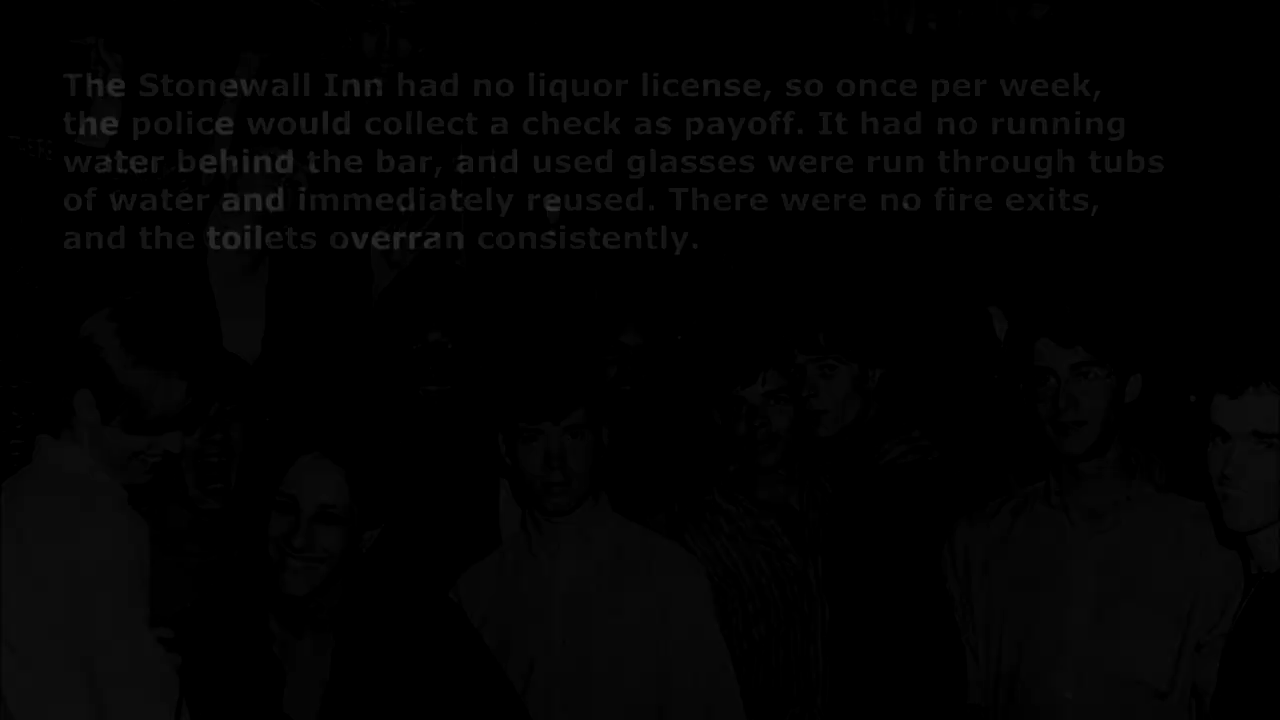 The Stonewall Inn had no liquor license, so once per week,
the police would collect a check as payoff. It had no running
water behind the bar, and used glasses were run through tubs
of water and immediately reused. There were no fire exits,
and the toilets overran consistently.